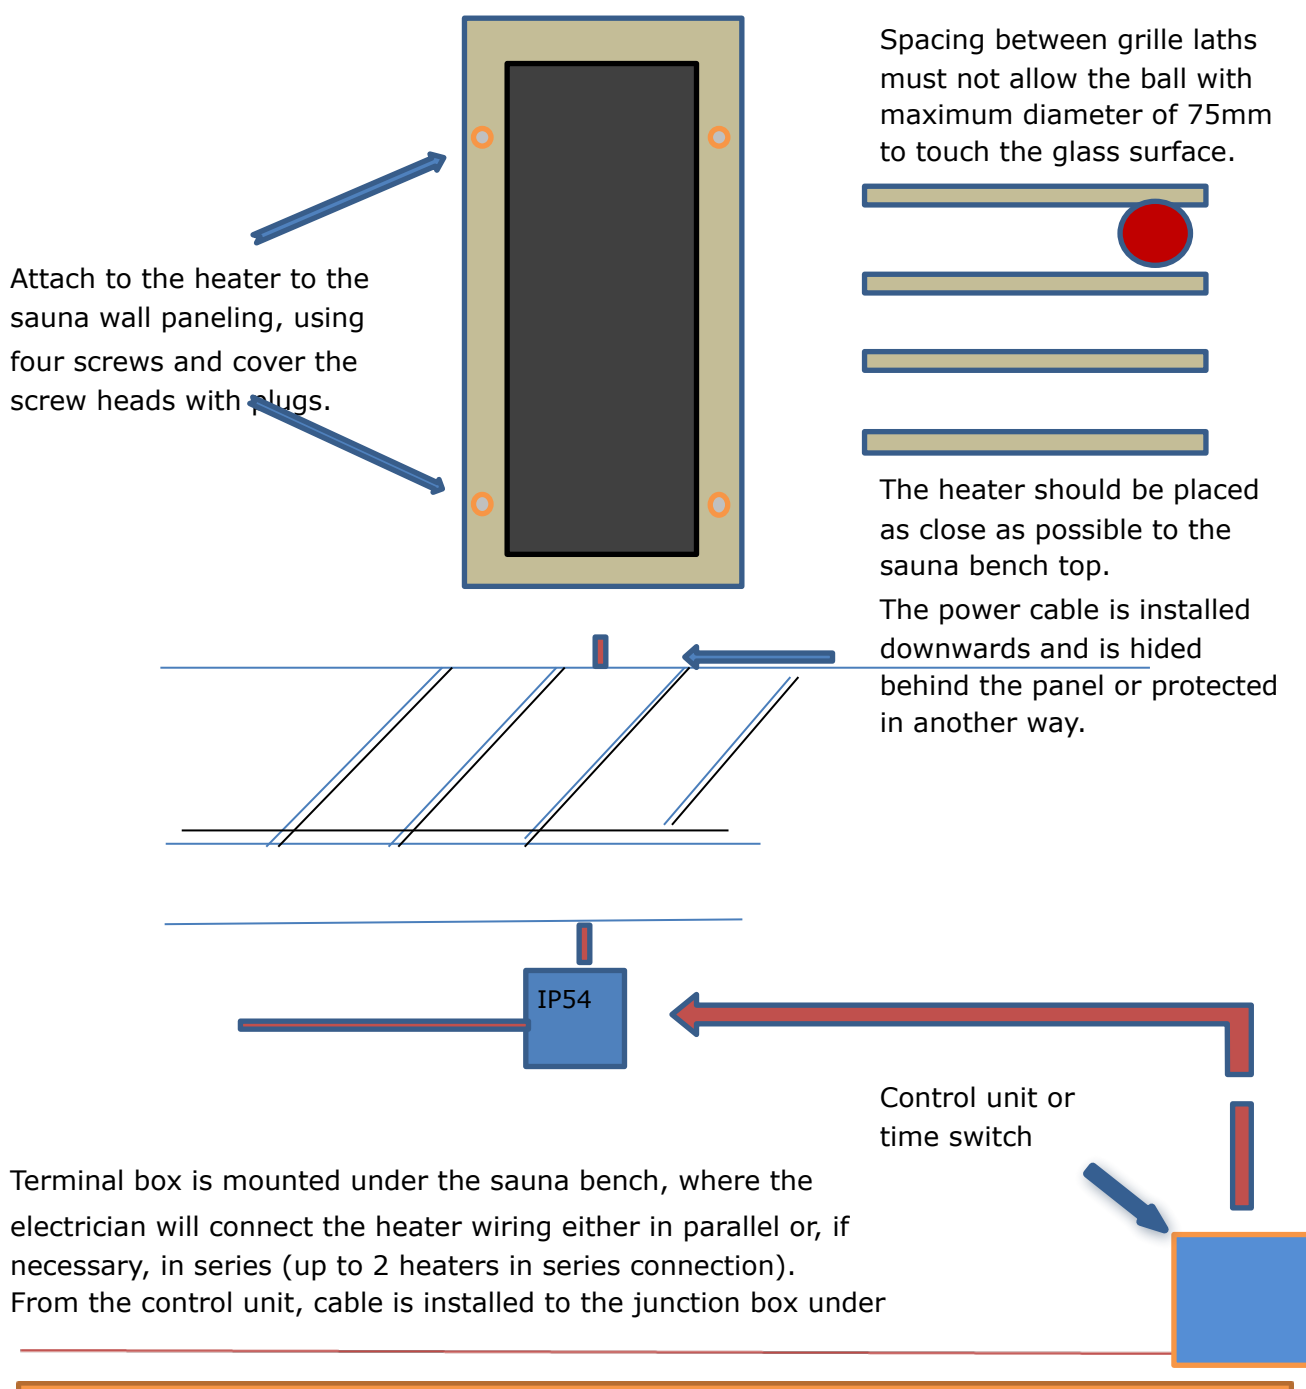 Spacing between grille laths
must not allow the ball with
maximum diameter of 75mm
to touch the glass surface.
Attach to the heater to the
sauna wall paneling, using
four screws and cover the
screw heads with plugs.
The heater should be placed
as close as possible to the
sauna bench top.
The power cable is installed
downwards and is hided
behind the panel or protected
in another way.
IP54
Control unit or
time switch
Terminal box is mounted under the sauna bench, where the
electrician will connect the heater wiring either in parallel or, if
necessary, in series (up to 2 heaters in series connection).
From the control unit, cable is installed to the junction box under